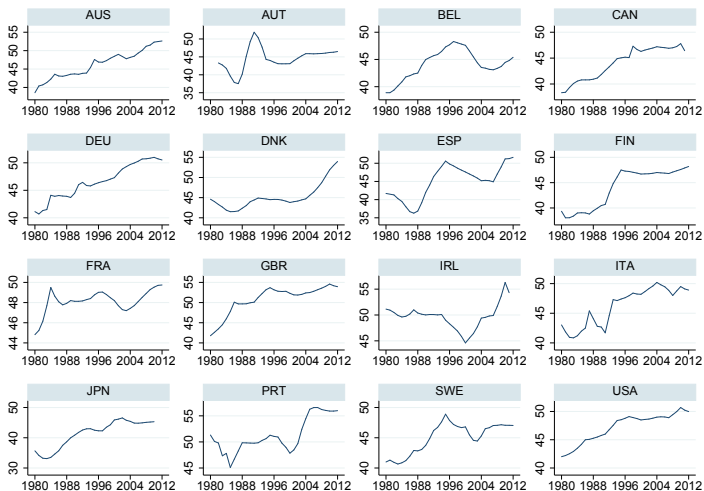 AUS AUT BEL CAN
40 45 50 55
1980 1988 1996 2004 2012
35 40 45 50
1980 1988 1996 2004 2012
40 45 50
1980 1988 1996 2004 2012
40 45 50
1980 1988 1996 2004 2012
DEU DNK ESP FIN
40 45 50
1980 1988 1996 2004 2012
40 45 50 55
1980 1988 1996 2004 2012
35 40 45 50
1980 1988 1996 2004 2012
40 45 50
1980 1988 1996 2004 2012
FRA GBR IRL ITA
44 46 48 50
1980 1988 1996 2004 2012
40 45 50 55
1980 1988 1996 2004 2012
45 50 55
1980 1988 1996 2004 2012
40 45 50
1980 1988 1996 2004 2012
JPN PRT SWE USA
30 40 50
1980 1988 1996 2004 2012
45 50 55
1980 1988 1996 2004 2012
40 45 50
1980 1988 1996 2004 2012
40 45 50
1980 1988 1996 2004 2012